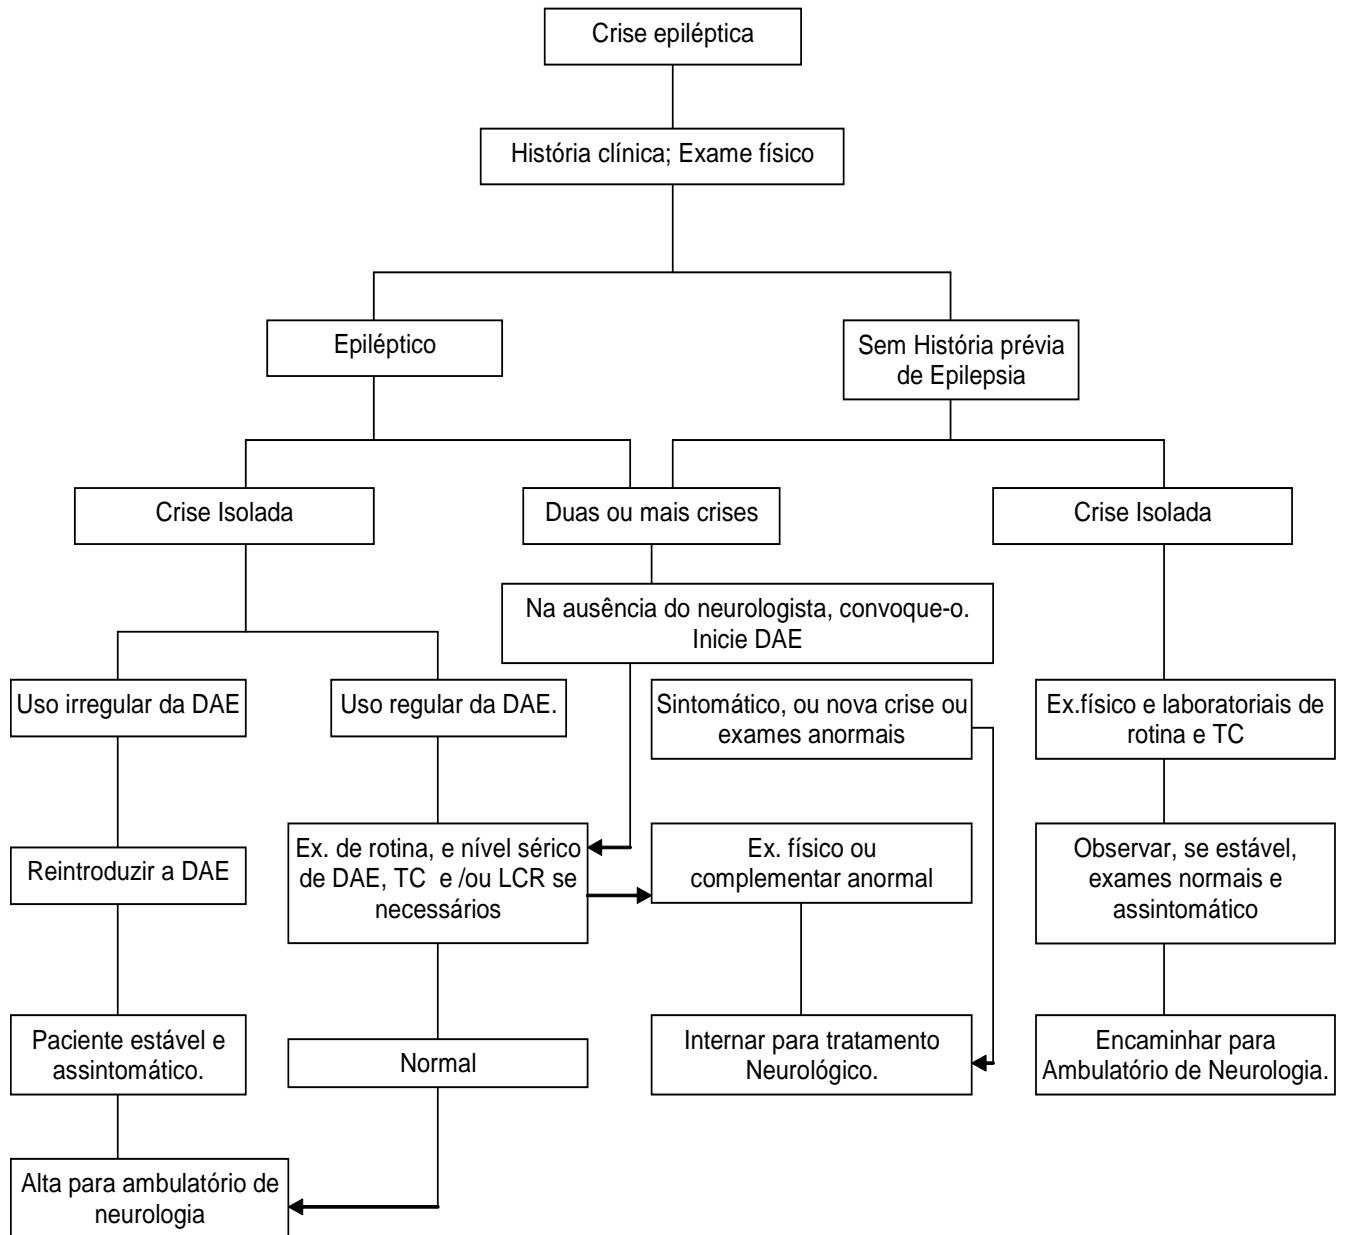 Crise epiléptica
História clínica; Exame físico
Epiléptico
Sem História prévia
de Epilepsia
Crise Isolada
Duas ou mais crises
Crise Isolada
Na ausência do neurologista, convoque-o.
Inicie DAE
Uso irregular da DAE
Uso regular da DAE.
Sintomático, ou nova crise ou
exames anormais
Ex.físico e laboratoriais de
rotina e TC
Reintroduzir a DAE
Ex. de rotina, e nível sérico
de DAE, TC e /ou LCR se
necessários
Ex. físico ou
complementar anormal
Observar, se estável,
exames normais e
assintomático
Paciente estável e
assintomático.
Normal
Internar para tratamento
Neurológico.
Encaminhar para
Ambulatório de Neurologia.
Alta para ambulatório de
neurologia